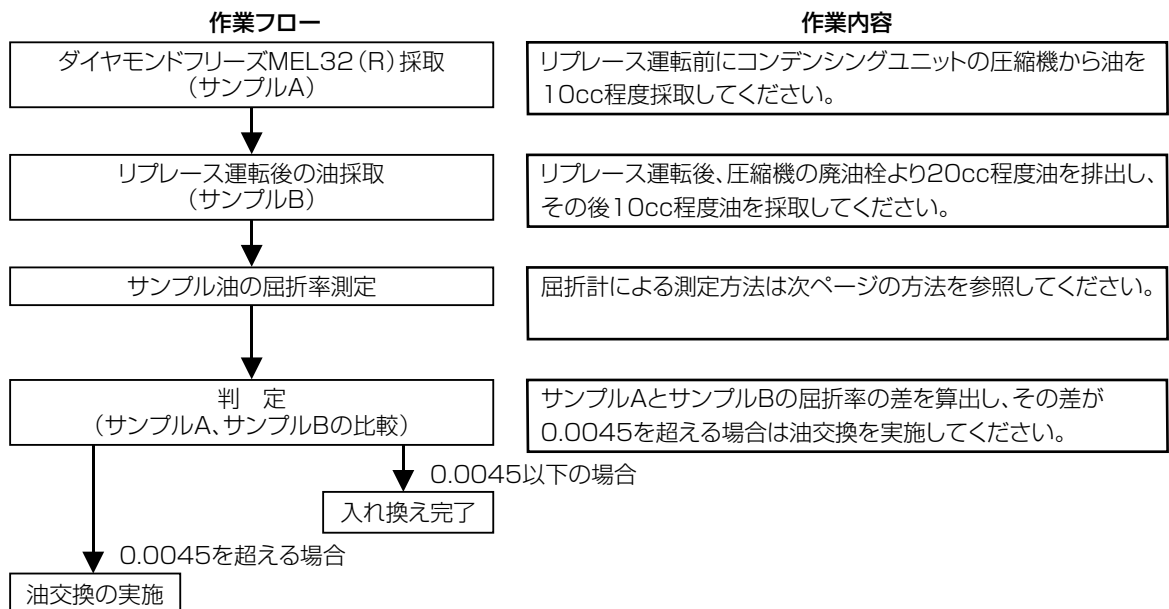 作業フロー
作業内容
ダイヤモンドフリーズMEL32（R）採取
（サンプルA）
リプレース運転前にコンデンシングユニットの圧縮機から油を
10cc程度採取してください。
リプレース運転後の油採取
（サンプルB）
リプレース運転後、圧縮機の廃油栓より20cc程度油を排出し、
その後10cc程度油を採取してください。
サンプル油の屈折率測定
屈折計による測定方法は次ページの方法を参照してください。
判　定
（サンプルA、サンプルBの比較）
サンプルAとサンプルBの屈折率の差を算出し、その差が
0.0045を超える場合は油交換を実施してください。
0.0045以下の場合
入れ換え完了
0.0045を超える場合
油交換の実施